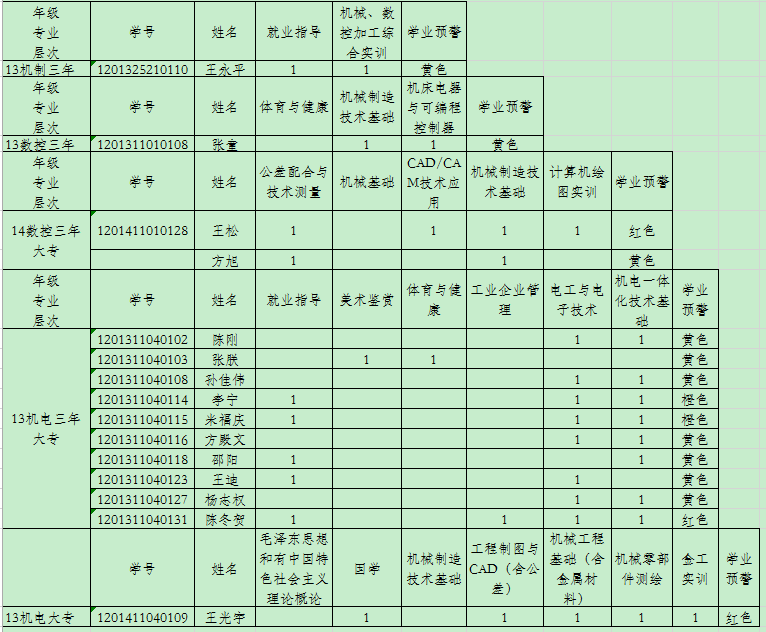 年级 专业 层次 学号 姓名 就业指导 机械、数控加工综合实训 学业预警
13机制三年 1201325210110 王永平 1 1 黄色
年级 专业 层次 学号 姓名 体育与健康 机械制造技术基础 机床电器与可编程控制器 学业预警
13数控三年 1201311010108 张童 1 1 黄色
年级 专业 层次 学号 姓名 公差配合与技术测量 机械基础 CAD/CAM技术应用 机械制造技术基础 计算机绘图实训 学业预警
14数控三年大专 1201411010128 王松 1 1 1 1 红色
方旭 1 1 黄色
年级 专业 层次 学号 姓名 就业指导 美术鉴赏 体育与健康 工业企业管理 电工与电子技术 机电一体化技术基础 学业预警
13机电三年大专
1201311040102 陈刚 1 1 黄色
1201311040103 张朕 1 1 黄色
1201311040108 孙佳伟 1 1 黄色
1201311040114 李宁 1 1 1 橙色
1201311040115 米福庆 1 1 1 橙色
1201311040116 方殿文 1 1 黄色
1201311040118 邵阳 1 1 黄色
1201311040123 王迪 1 1 黄色
1201311040127 杨志权 1 1 黄色
1201311040131 陈冬贺 1 1 1 1 红色
学号 姓名 毛泽东思想和有中国特色社会主义理论概论 国学 机械制造技术基础 工程制图与CAD（含公差） 机械工程基础（含金属材料） 机械零部件测绘 金工实训 学业预警
13机电大专 1201411040109 王光宇 1 1 1 1 1 红色